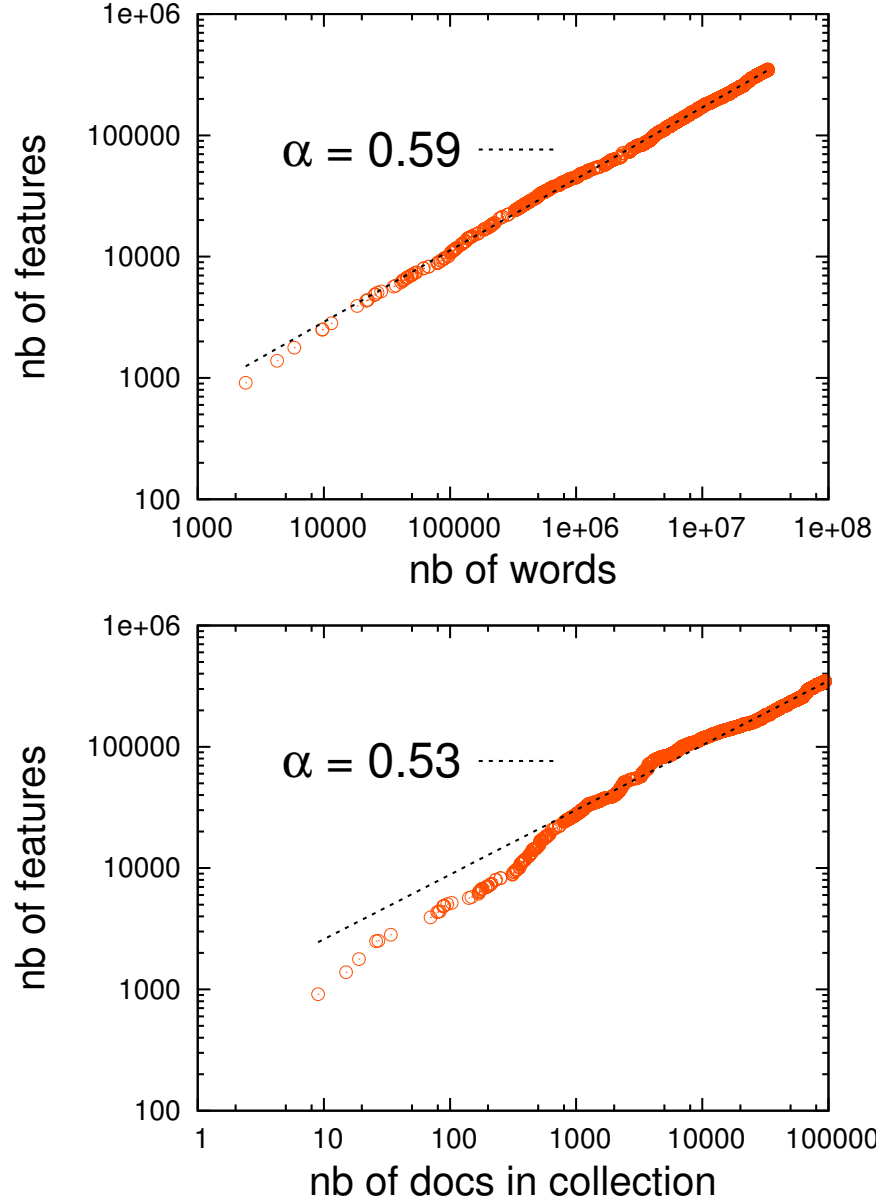 1e+06
100000
10000
1000
100
nb of features
α = 0.59
1000 10000 100000 1e+06 1e+07 1e+08
nb of words
1e+06
100000
10000
1000
100
nb of features
α = 0.53
1 10 100 1000 10000 100000
nb of docs in collection